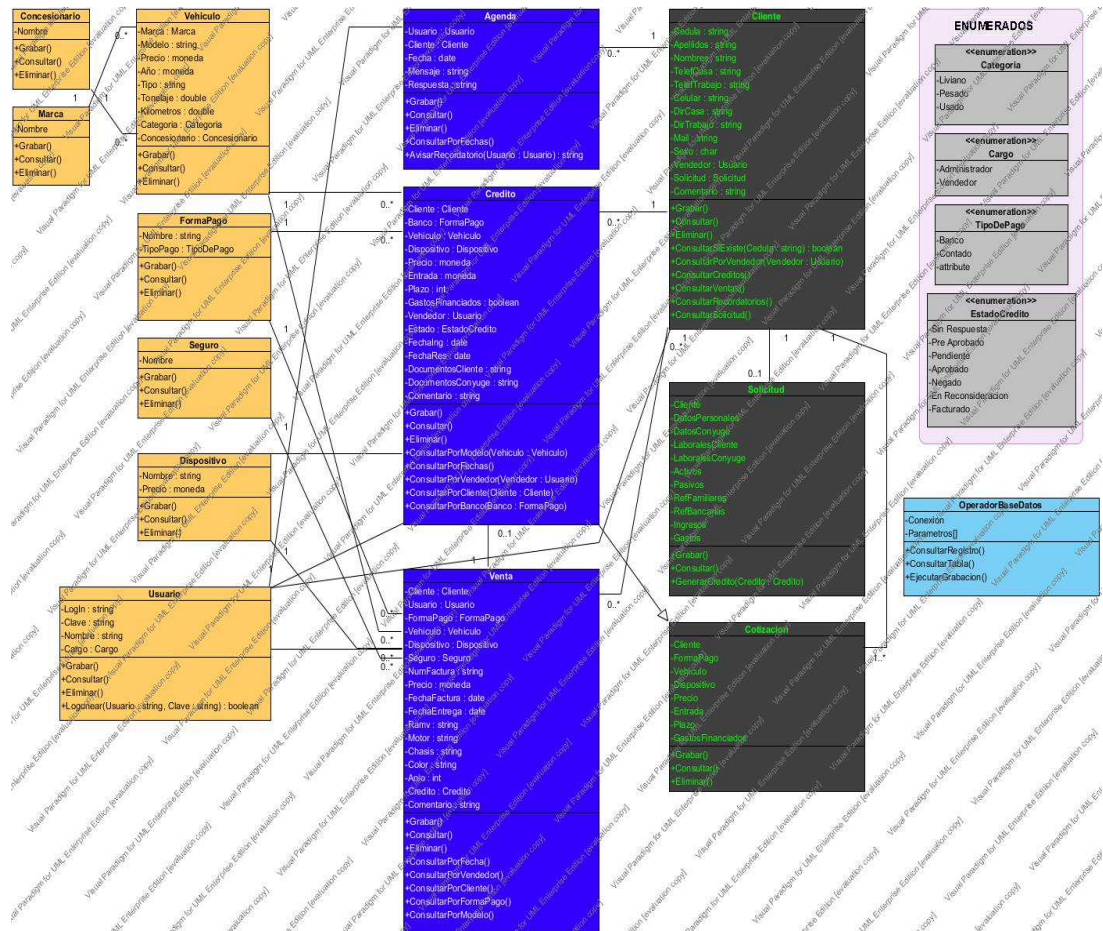 Concesionario
-Nombre
+Grabar()
+Consultar()
+Eliminar()
Marca
-Nombre
+Grabar()
+Consultar()
+Eliminar()
Vehiculo
-Marca : Marca
-Modelo : string
-Precio : moneda
-Año : moneda
-Tipo : string
-Tonelaje : double
-Kilometros : double
-Categoria : Categoria
-Concesionario : Concesionario
+Grabar()
+Consultar()
+Eliminar()
FormaPago
-Nombre : string
-TipoPago : TipoDePago
+Grabar()
+Consultar()
+Eliminar()
Seguro
-Nombre
+Grabar()
+Consultar()
+Eliminar()
Dispositivo
-Nombre : string
-Precio : moneda
+Grabar()
+Consultar()
+Eliminar()
Usuario
-LogIn : string
-Clave : string
-Nombre : string
-Cargo : Cargo
+Grabar()
+Consultar()
+Eliminar()
+Logonear(Usuario : string, Clave : string) : boolean
Agenda
-Usuario : Usuario
-Cliente : Cliente
-Fecha : date
-Mensaje : string
-Respuesta : string
+Grabar()
+Consultar()
+Eliminar()
+ConsultarPorFechas()
+AvisarRecordatorio(Usuario : Usuario) : string
Credito
-Cliente : Cliente
-Banco : FormaPago
-Vehiculo : Vehiculo
-Dispositivo : Dispositivo
-Precio : moneda
-Entrada : moneda
-Plazo : int
-GastosFinanciados : boolean
-Vendedor : Usuario
-Estado : EstadoCredito
-FechaIng : date
-FechaRes : date
-DocumentosCliente : string
-DocumentosConyuge : string
-Comentario : string
+Grabar()
+Consultar()
+Eliminar()
+ConsultarPorModelo(Vehiculo : Vehiculo)
+ConsultarPorFechas()
+ConsultarPorVendedor(Vendedor : Usuario)
+ConsultarPorCliente(Cliente : Cliente)
+ConsultarPorBanco(Banco : FormaPago)
Venta
-Cliente : Cliente
-Usuario : Usuario
-FormaPago : FormaPago
-Vehiculo : Vehiculo
-Dispositivo : Dispositivo
-Seguro : Seguro
-NumFactura : string
-Precio : moneda
-FechaFactura : date
-FechaEntrega : date
-Ramv : string
-Motor : string
-Chasis : string
-Color : string
-Anio : int
-Credito : Credito
-Comentario : string
+Grabar()
+Consultar()
+Eliminar()
+ConsultarPorFecha()
+ConsultarPorVendedor()
+ConsultarPorCliente()
+ConsultarPorFormaPago()
+ConsultarPorModelo()
Cliente
-Cedula : string
-Apellidos : string
-Nombres : string
-TelefCasa : string
-TelefTrabajo : string
-Celular : string
-DirCasa : string
-DirTrabajo : string
-Mail : string
-Sexo : char
-Vendedor : Usuario
-Solicitud : Solicitud
-Comentario : string
+Grabar()
+Consultar()
+Eliminar()
+ConsultarSiExiste(Cedula : string) : boolean
+ConsultarPorVendedor(Vendedor : Usuario)
+ConsultarCreditos()
+ConsultarVentas()
+ConsultarRecordatorios()
+ConsultarSolicitud()
Solicitud
-Cliente
-DatosPersonales
-DatosConyuge
-LaboralesCliente
-LaboralesConyuge
-Activos
-Pasivos
-RefFamiliares
-RefBancarias
-Ingresos
-Gastos
+Grabar()
+Consultar()
+GenerarCredito(Credito : Credito)
Cotizacion
-Cliente
-FormaPago
-Vehiculo
-Dispositivo
-Precio
-Entrada
-Plazo
-GastosFinanciados
+Grabar()
+Consultar()
+Eliminar()
ENUMERADOS
<<enumeration>>
Categoria
-Liviano
-Pesado
-Usado
<<enumeration>>
Cargo
-Administrador
-Vendedor
<<enumeration>>
TipoDePago
-Banco
-Contado
-attribute
<<enumeration>>
EstadoCredito
-Sin Respuesta
-Pre Aprobado
-Pendiente
-Aprobado
-Negado
-En Reconsideracion
-Facturado
OperadorBaseDatos
-Conexión
-Parametros[]
+ConsultarRegistro()
+ConsultarTabla()
+EjecutarGrabacion()
Visual Paradigm for UML Enterprise Edition [evaluation copy]